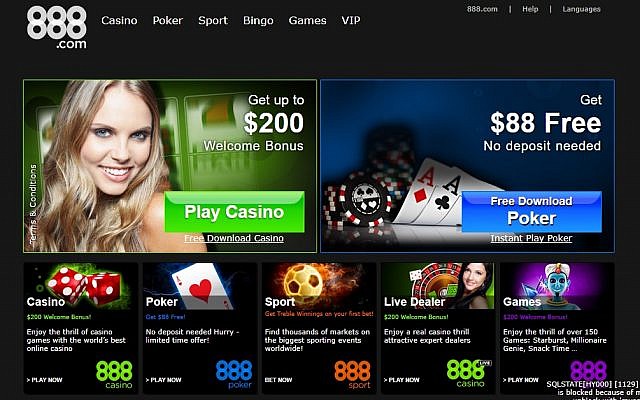 888
.com
Casino Poker Sport Bingo Games VIP
888.com | Help | Languages
Get up to
$200
Welcome Bonus
Play Casino
Free Download Casino
Terms & Conditions
Get
$88 Free
No deposit needed
Free Download
Poker
Instant Play Poker
A A
Casino
$200 Welcome Bonus!
Enjoy the thrill of casino
games with the world's best
online casino
> PLAY NOW
888
casino
Poker
Get $88 Free!
No deposit needed Hurry -
limited time offer!
> PLAY NOW
888
poker
Sport
Get Treble Winnings on your first bet!
Find thousands of markets on
the biggest sporting events
worldwide!
BET NOW
888
sport
Live Dealer
$200 Welcome Bonus!
Enjoy a real casino thrill
attractive expert dealers
> PLAY NOW
888 LIVE
casino
Games
$200 Welcome Bonus!
Enjoy the thrill of over 150
Games: Starburst, Millionaire
Genie, Snack Time ...
> PLAY NOW
888
SQLSTATE[HY000] [1129]
is blocked because of m